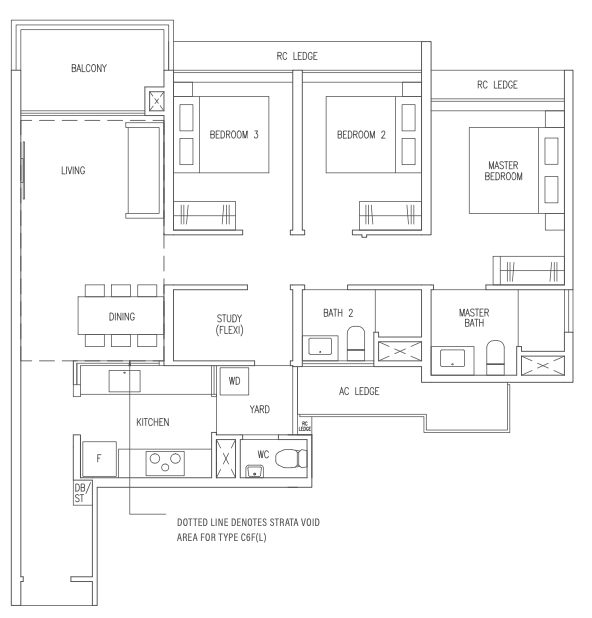 RC LEDGE
BALCONY
RC LEDGE
X
BEDROOM 3
BEDROOM 2
MASTER
BEDROOM
LIVING
DINING
STUDY
(FLEXI)
BATH 2
MASTER
BATH
WD
AC LEDGE
YARD
KITCHEN
RC
LEDGE
F
X
WC
DB/
ST
DOTTED LINE DENOTES STRATA VOID
AREA FOR TYPE C6F(L)